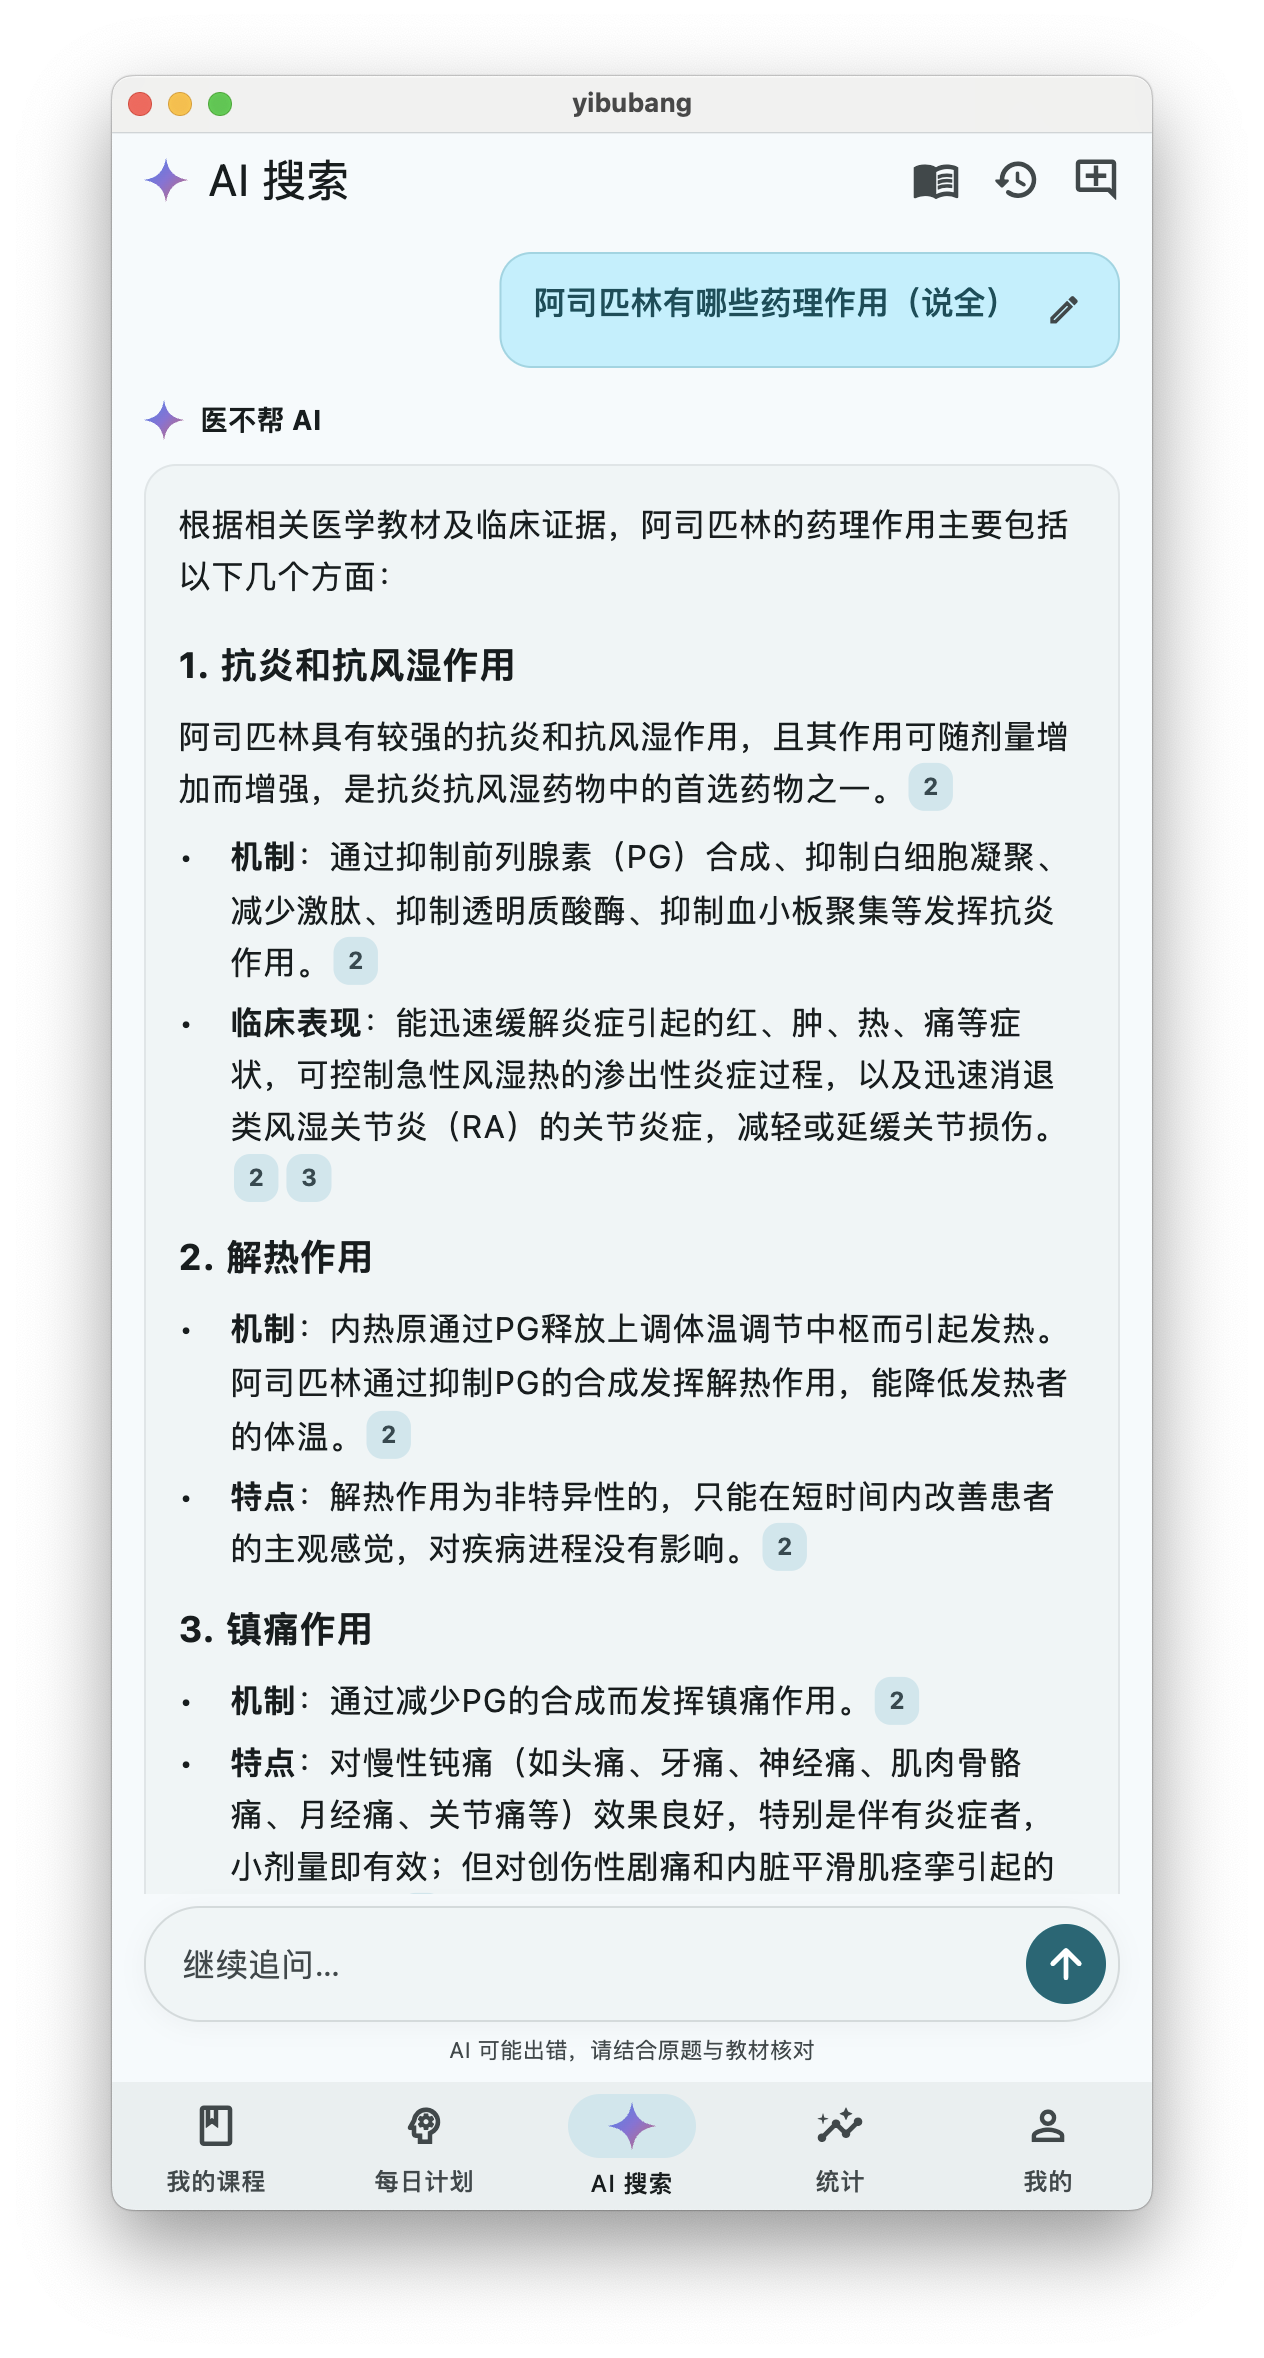 yibubang
AI 搜索
阿司匹林有哪些药理作用（说全）
医不帮 AI
根据相关医学教材及临床证据，阿司匹林的药理作用主要包括
以下几个方面：
1. 抗炎和抗风湿作用
阿司匹林具有较强的抗炎和抗风湿作用，且其作用可随剂量增
加而增强，是抗炎抗风湿药物中的首选药物之一。 2
• 机制：通过抑制前列腺素（PG）合成、抑制白细胞凝聚、
减少激肽、抑制透明质酸酶、抑制血小板聚集等发挥抗炎
作用。 2
• 临床表现：能迅速缓解炎症引起的红、肿、热、痛等症
状，可控制急性风湿热的渗出性炎症过程，以及迅速消退
类风湿关节炎（RA）的关节炎症，减轻或延缓关节损伤。
2 3
2. 解热作用
• 机制：内热原通过PG释放上调体温调节中枢而引起发热。
阿司匹林通过抑制PG的合成发挥解热作用，能降低发热者
的体温。 2
• 特点：解热作用为非特异性的，只能在短时间内改善患者
的主观感觉，对疾病进程没有影响。 2
3. 镇痛作用
• 机制：通过减少PG的合成而发挥镇痛作用。 2
• 特点：对慢性钝痛（如头痛、牙痛、神经痛、肌肉骨骼
痛、月经痛、关节痛等）效果良好，特别是伴有炎症者，
小剂量即有效；但对创伤性剧痛和内脏平滑肌痉挛引起的
继续追问...
AI 可能出错，请结合原题与教材核对
我的课程 每日计划 AI 搜索 统计 我的